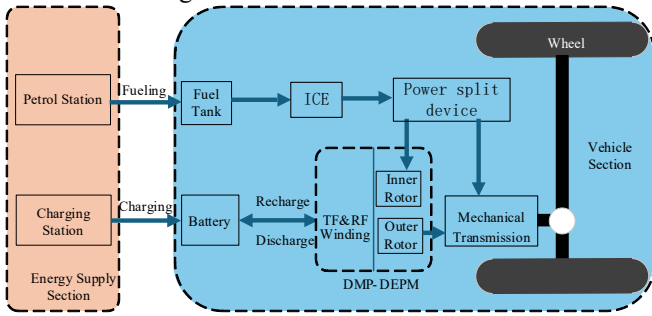 Wheel
Petrol Station
Fueling
Fuel
Tank
ICE
Power split
device
Vehicle
Section
Charging
Station
Charging
Battery
Recharge
Discharge
TF&RF
Winding
Inner
Rotor
Outer
Rotor
Mechanical
Transmission
Energy Supply
Section
DMP-DEPM